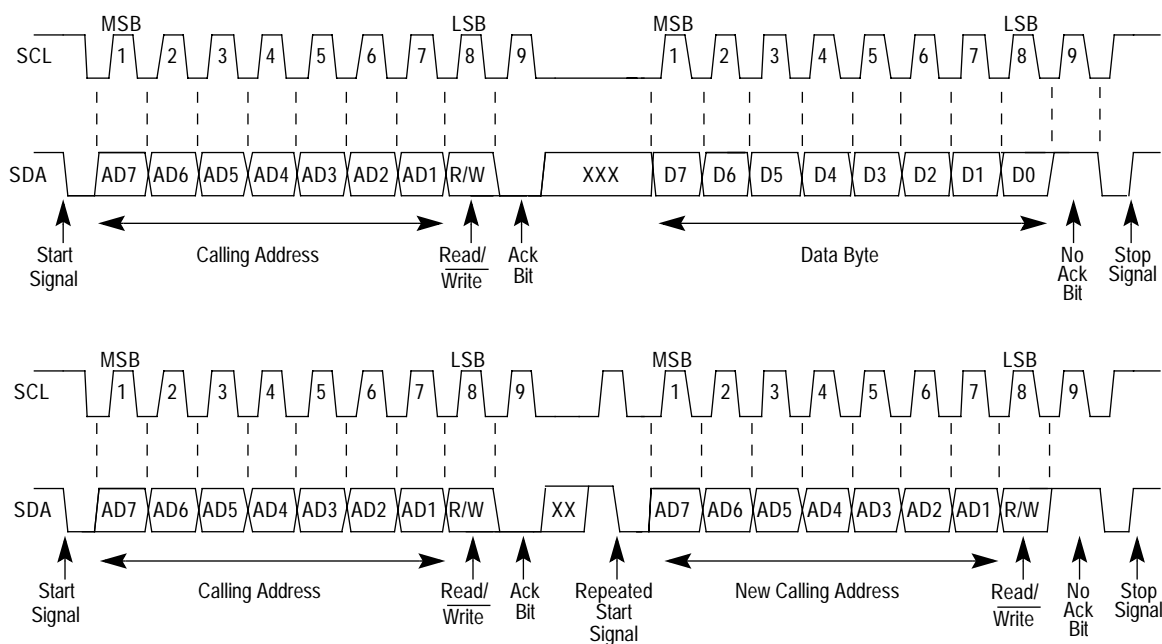 MSB LSB MSB LSB
SCL 1 2 3 4 5 6 7 8 9 1 2 3 4 5 6 7 8 9
SDA AD7 AD6 AD5 AD4 AD3 AD2 AD1 R/W XXX D7 D6 D5 D4 D3 D2 D1 D0
Start Signal
Calling Address
Read/
Write
Ack
Bit
Data Byte
No
Ack
Bit
Stop
Signal
MSB LSB MSB LSB
SCL 1 2 3 4 5 6 7 8 9 1 2 3 4 5 6 7 8 9
SDA AD7 AD6 AD5 AD4 AD3 AD2 AD1 R/W XX AD7 AD6 AD5 AD4 AD3 AD2 AD1 R/W
Start
Signal
Calling Address
Read/
Write
Ack
Bit
Repeated
Start
Signal
New Calling Address
Read/
Write
No
Ack
Bit
Stop
Signal